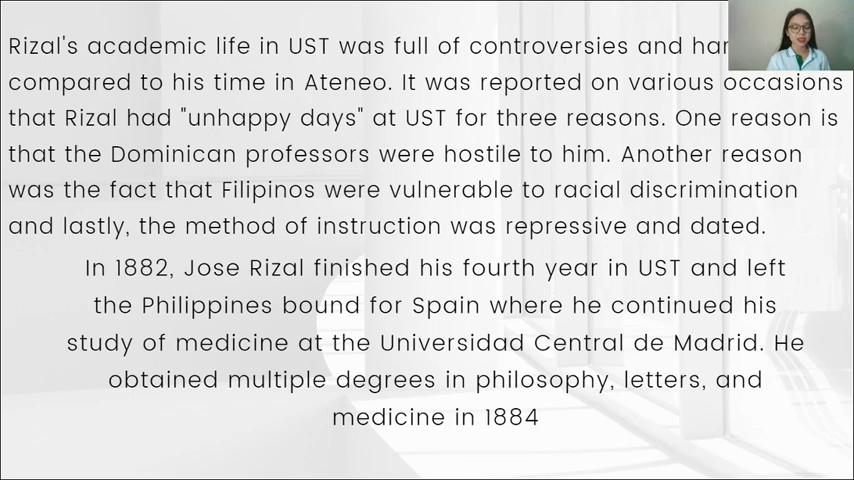 Rizal's academic life in UST was full of controversies and
compared to his time in Ateneo. It was reported on various occasions
that Rizal had "unhappy days" at UST for three reasons. One reason is
that the Dominican professors were hostile to him. Another reason
was the fact that Filipinos were vulnerable to racial discrimination
and lastly, the method of instruction was repressive and dated.
In 1882, Jose Rizal finished his fourth year in UST and left
the Philippines bound for Spain where he continued his
study of medicine at the Universidad Central de Madrid. He
obtained multiple degrees in philosophy, letters, and
medicine in 1884